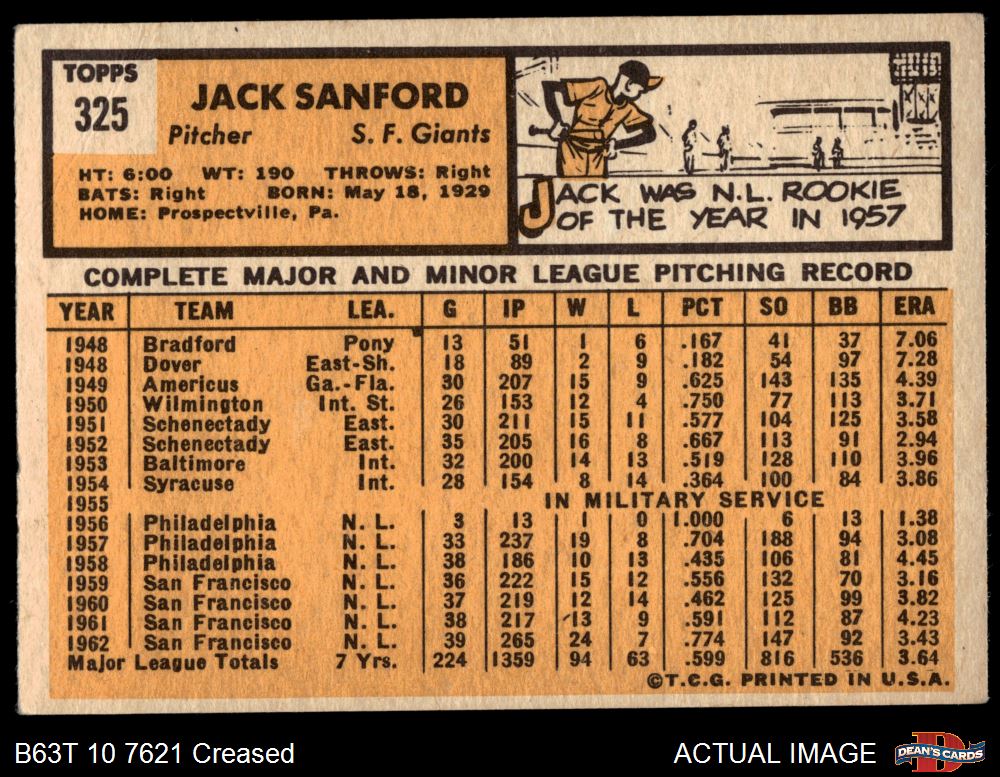 TOPPS
325
JACK SANFORD
Pitcher S. F. Giants
HT: 6:00 WT: 190 THROWS: Right
BATS: Right BORN: May 18, 1929
HOME: Prospectville, Pa.
JACK WAS N.L. ROOKIE
OF THE YEAR IN 1957
COMPLETE MAJOR AND MINOR LEAGUE PITCHING RECORD
YEAR TEAM LEA. G IP W L PCT SO BB ERA
1948 Bradford Pony 13 51 1 6 .167 41 37 7.06
1948 Dover East-Sh. 18 89 2 9 .182 54 97 7.28
1949 Americus Ga.-Fla. 30 207 15 9 .625 143 135 4.39
1950 Wilmington Int. St. 26 153 12 4 .750 77 113 3.71
1951 Schenectady East. 30 211 15 11 .577 104 125 3.58
1952 Schenectady East. 35 205 16 8 .667 113 91 2.94
1953 Baltimore Int. 32 200 14 13 .519 128 110 3.96
1954 Syracuse Int. 28 154 8 14 .364 100 84 3.86
1955 IN MILITARY SERVICE
1956 Philadelphia N. L. 3 13 1 0 1.000 6 13 1.38
1957 Philadelphia N. L. 33 237 19 8 .704 188 94 3.08
1958 Philadelphia N. L. 38 186 10 13 .435 106 81 4.45
1959 San Francisco N. L. 36 222 15 12 .556 132 70 3.16
1960 San Francisco N. L. 37 219 12 14 .462 125 99 3.82
1961 San Francisco N. L. 38 217 13 9 .591 112 87 4.23
1962 San Francisco N. L. 39 265 24 7 .774 147 92 3.43
Major League Totals 7 Yrs. 224 1359 94 63 .599 816 536 3.64
©T.C.G. PRINTED IN U.S.A.
B63T 10 7621 Creased ACTUAL IMAGE DEAN'S CARDS